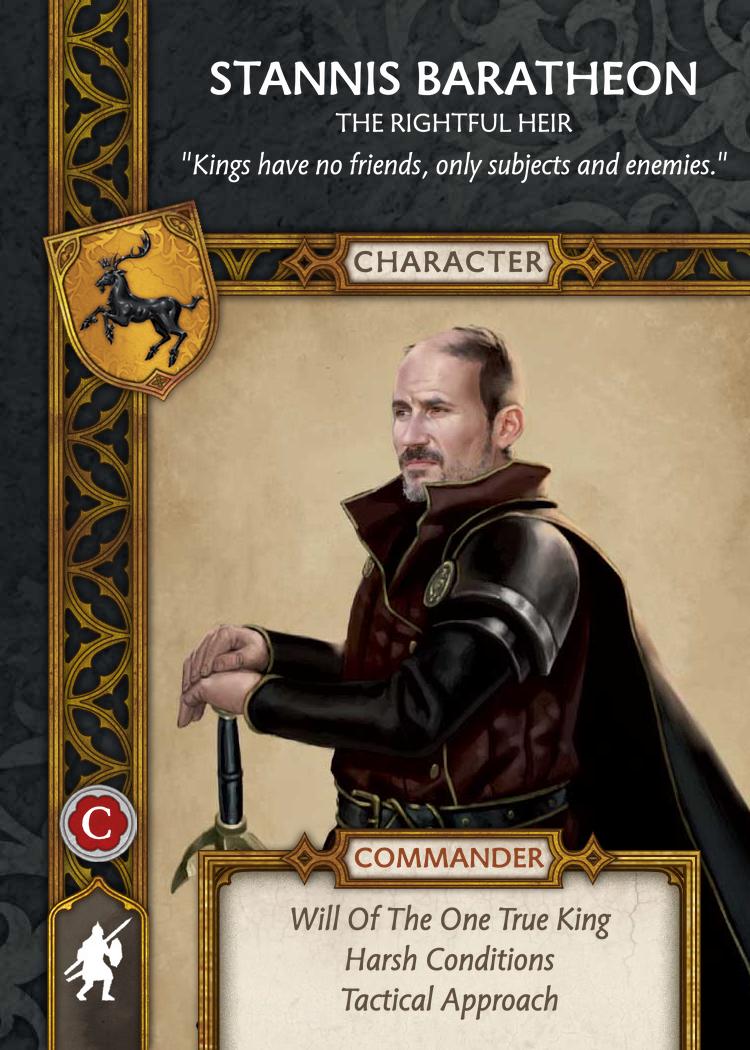 STANNIS BARATHEON
THE RIGHTFUL HEIR
"Kings have no friends, only subjects and enemies."
CHARACTER
C
COMMANDER
Will Of The One True King
Harsh Conditions
Tactical Approach